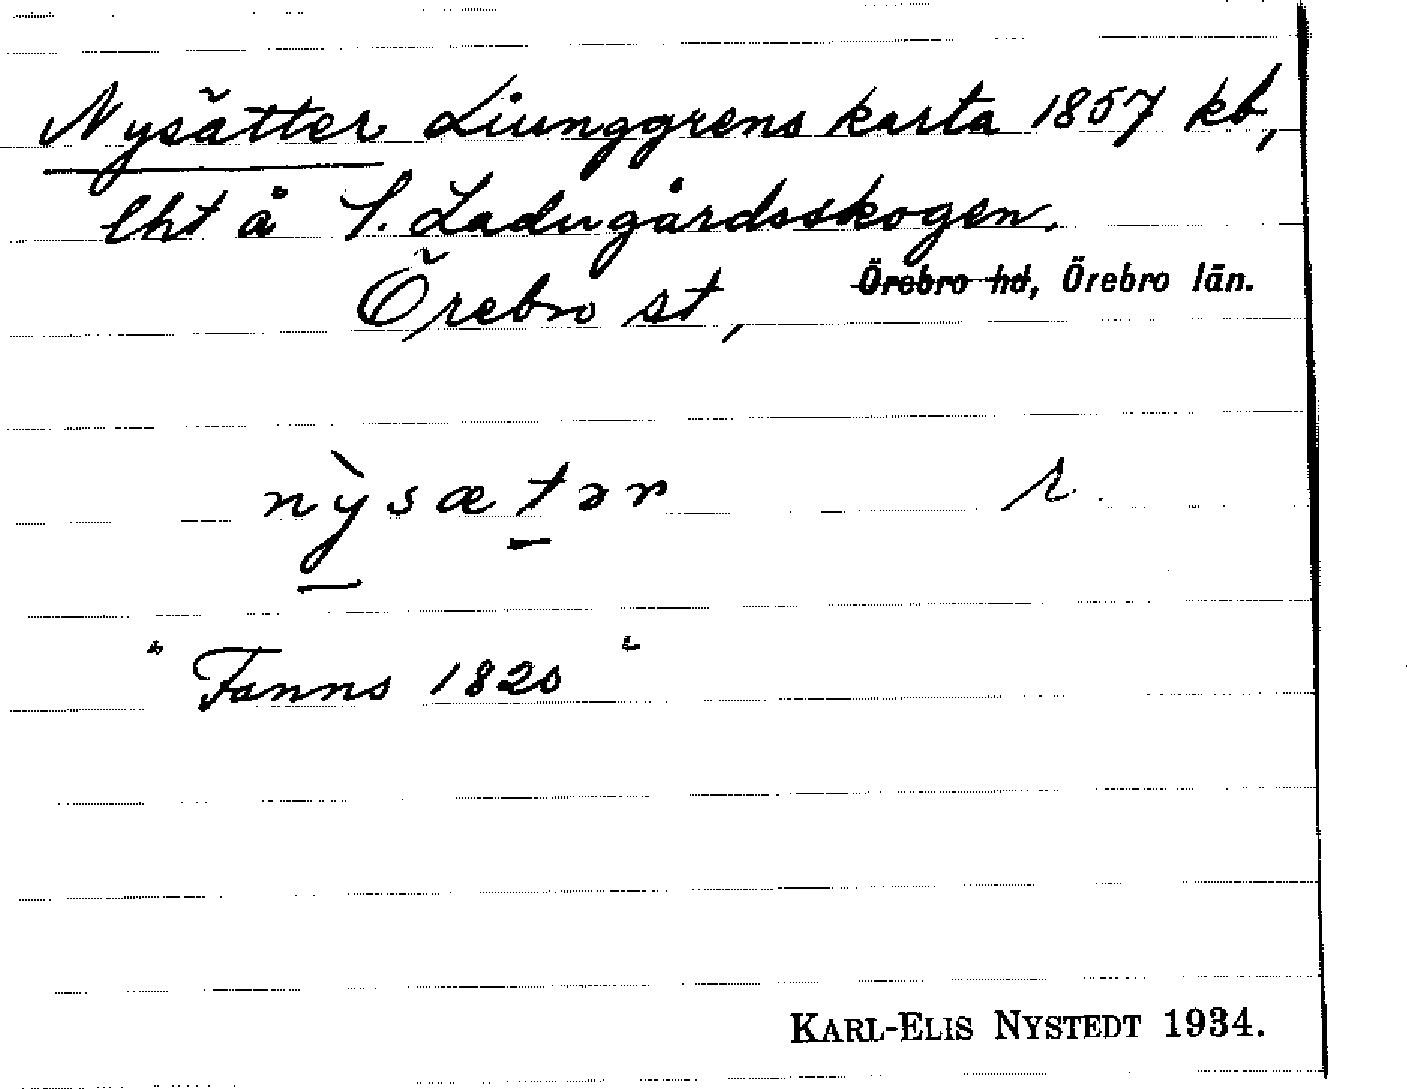 Nysätter Liunggrens karta 1857 kb,
lht å S. Ladugårdsskogen.
Örebro st, Örebro hd, Örebro län.
nỳsætər r.
"Fanns 1820"
KARL-ELIS NYSTEDT 1934.